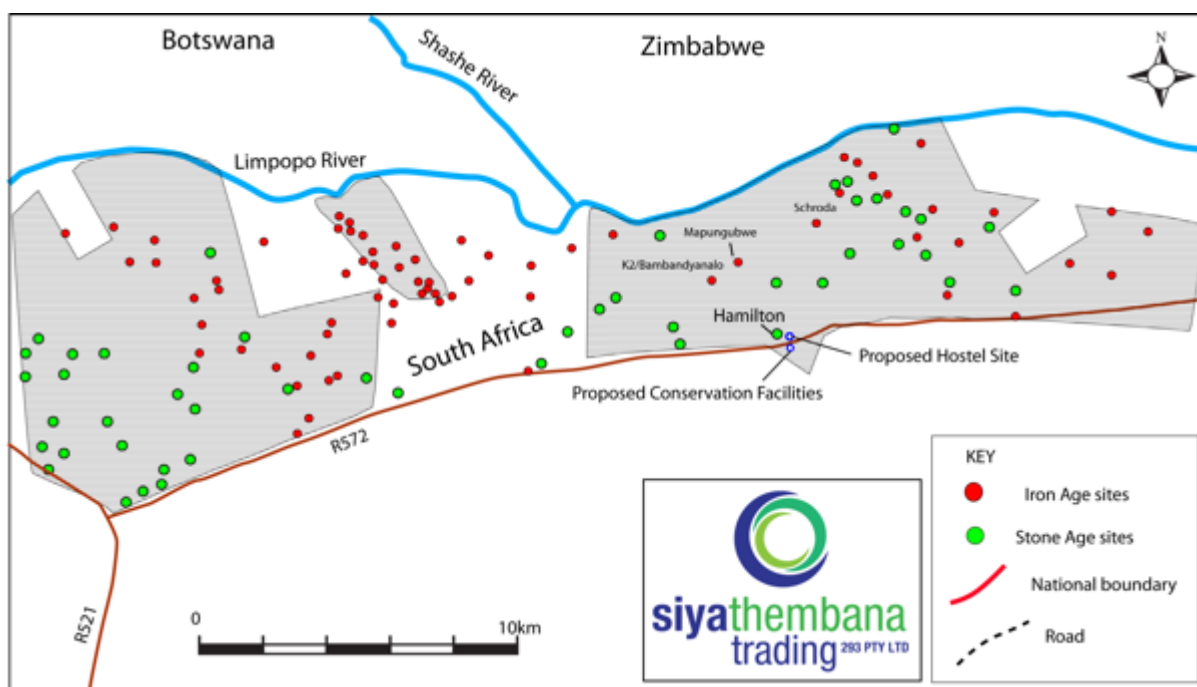 Botswana
Zimbabwe
N
Shashe River
Limpopo River
Schroda
Mapungubwe
K2/Bambandyanalo
Hamilton
South Africa
Proposed Hostel Site
Proposed Conservation Facilities
R572
R521
0
10km
siyathembana
trading 293 PTY LTD
KEY
Iron Age sites
Stone Age sites
National boundary
Road